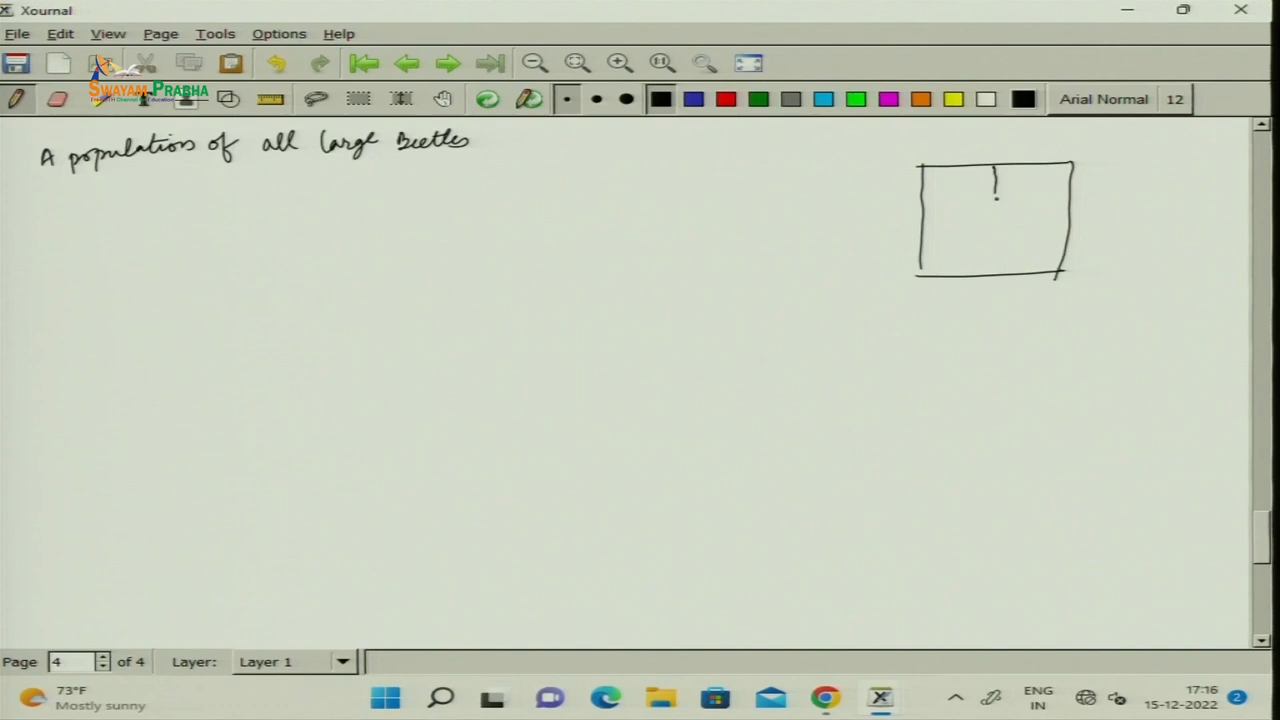 Xournal
File Edit View Page Tools Options Help
SWAYAM PRABHA
Arial Normal 12
A population of all large Beetles
Page 4 of 4 Layer: Layer 1
73°F
Mostly sunny
ENG
IN
17:16
15-12-2022
2